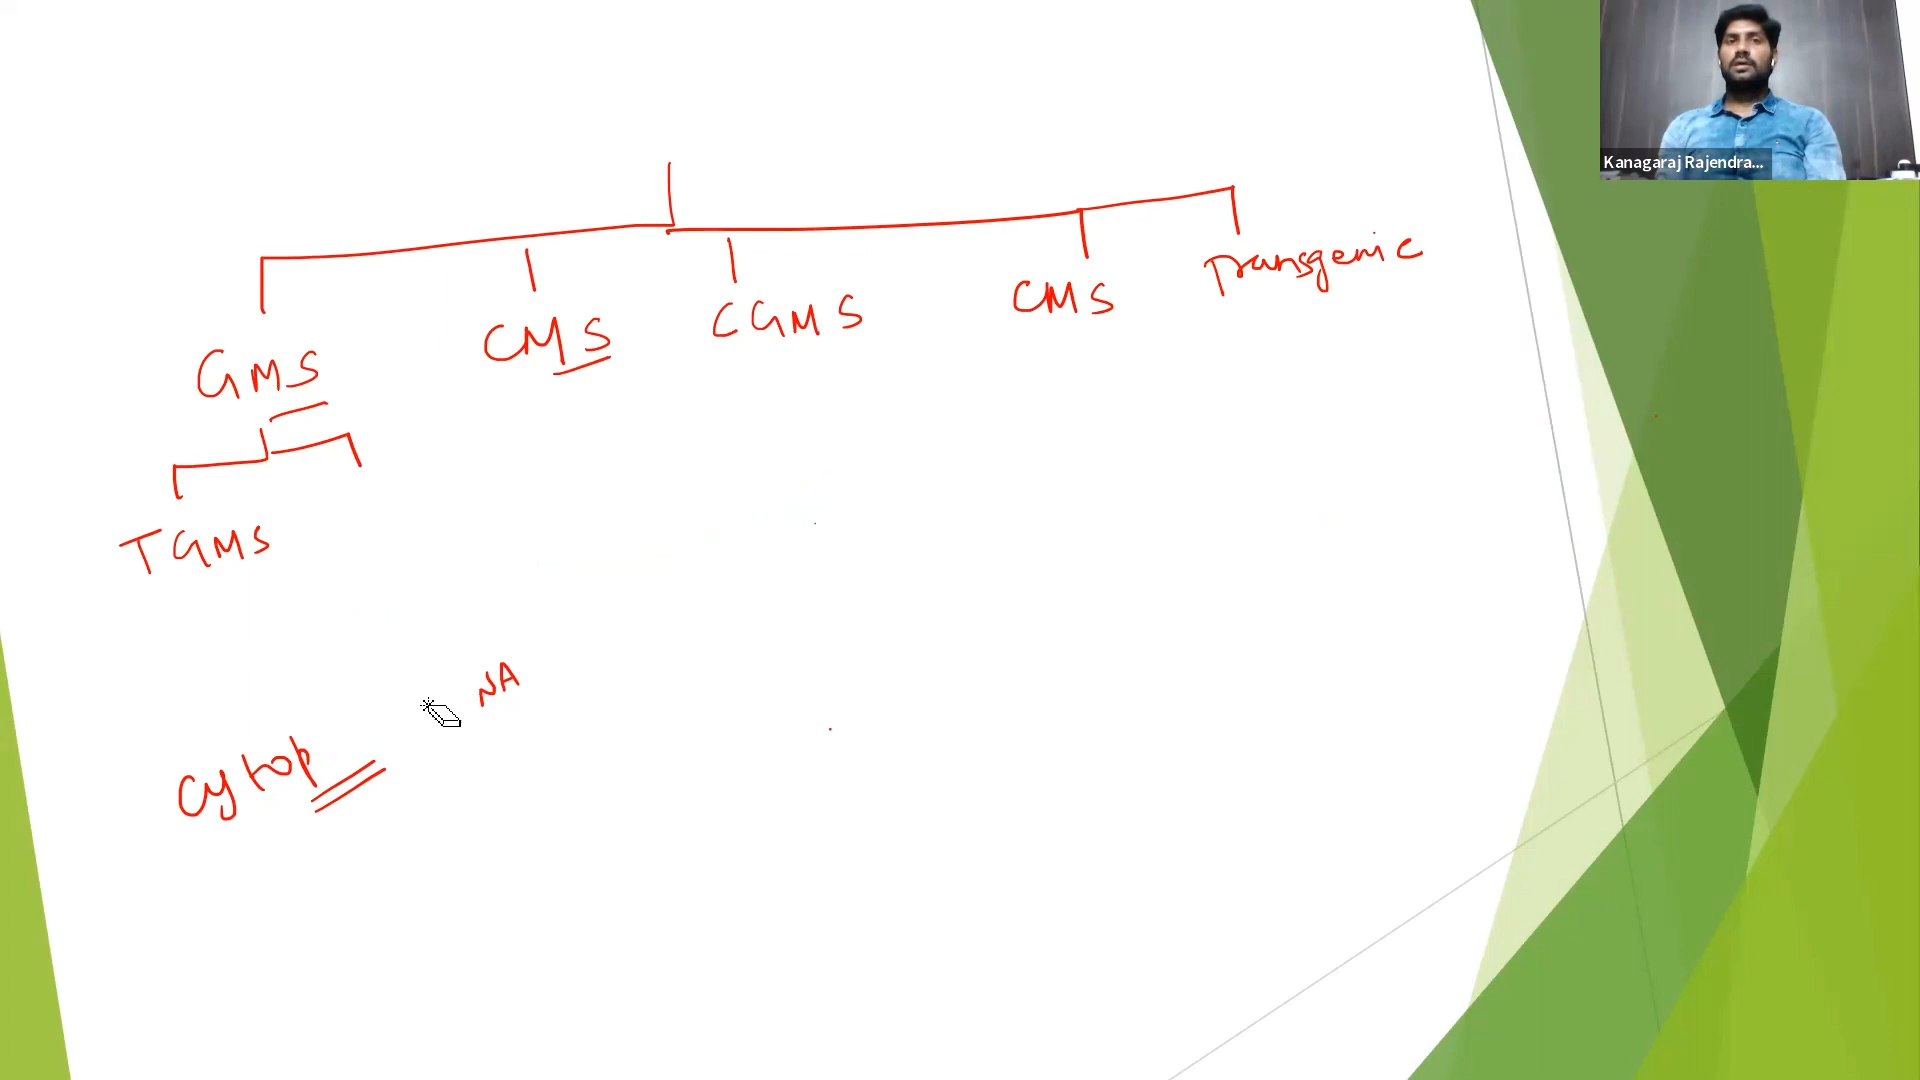 Kanagaraj Rajendra...
GMS CMS CGMS CMS Transgenic
TGMS
NA
Cytop